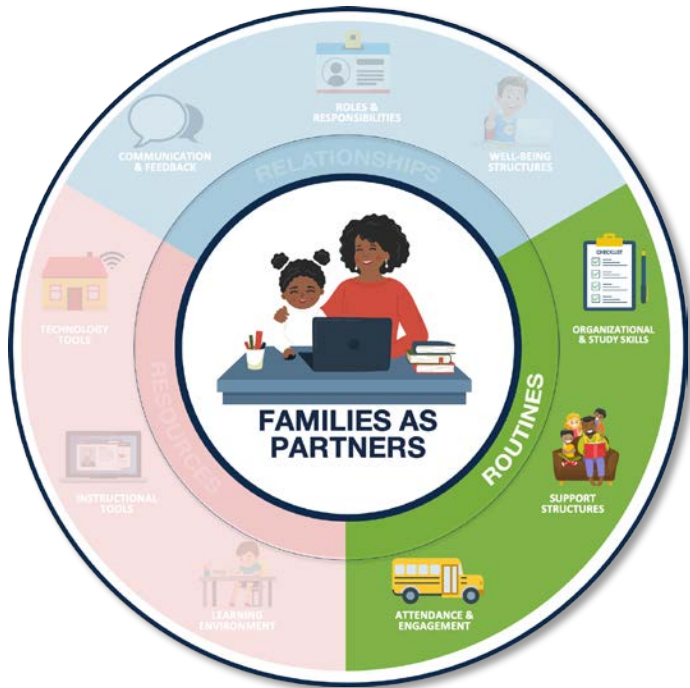 ROLES &
RESPONSIBILITIES
COMMUNICATION
& FEEDBACK
WELL-BEING
STRUCTURES
RELATIONSHIPS
TECHNOLOGY
TOOLS
INSTRUCTIONAL
TOOLS
LEARNING
ENVIRONMENT
RESOURCES
CHECKLIST
ORGANIZATIONAL
& STUDY SKILLS
SUPPORT
STRUCTURES
ATTENDANCE &
ENGAGEMENT
ROUTINES
FAMILIES AS
PARTNERS